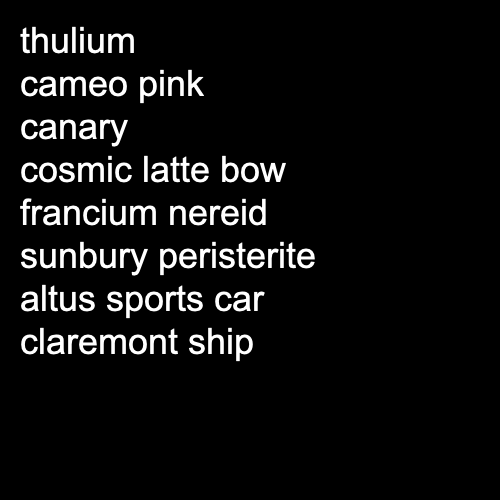 thulium
cameo pink
canary
cosmic latte bow
francium nereid
sunbury peristerite
altus sports car
claremont ship